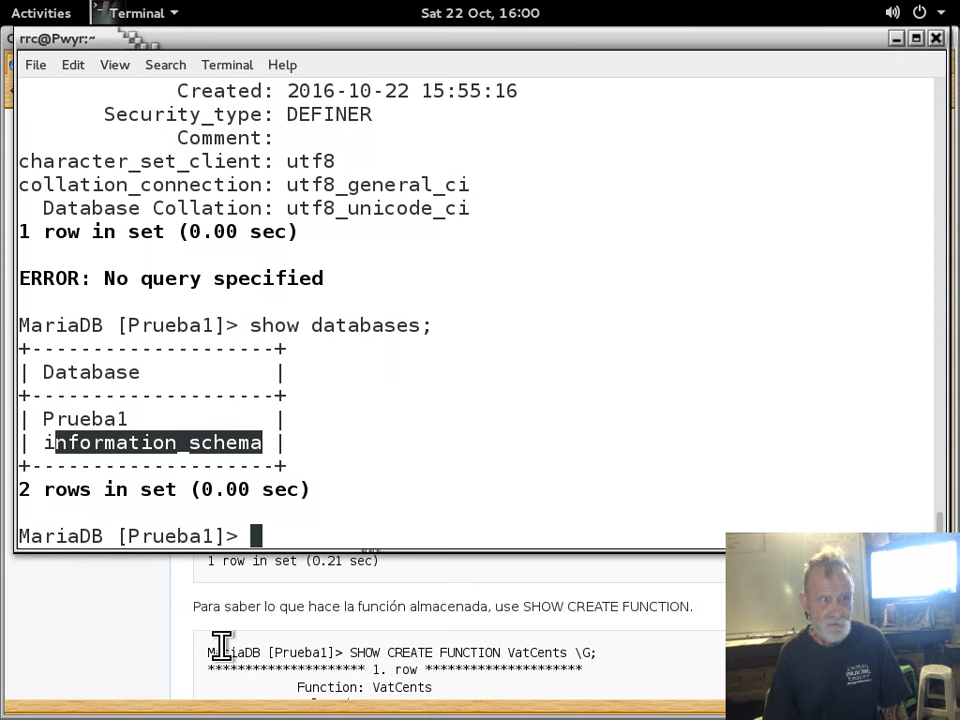 Activities Terminal Sat 22 Oct, 16:00
rrc@Pwyr:~
File Edit View Search Terminal Help
Created: 2016-10-22 15:55:16
Security_type: DEFINER
Comment:
character_set_client: utf8
collation_connection: utf8_general_ci
Database Collation: utf8_unicode_ci
1 row in set (0.00 sec)
ERROR: No query specified
MariaDB [Prueba1]> show databases;
+--------------------+
| Database           |
+--------------------+
| Prueba1            |
| information_schema |
+--------------------+
2 rows in set (0.00 sec)
MariaDB [Prueba1]>
1 row in set (0.21 sec)
Para saber lo que hace la función almacenada, use SHOW CREATE FUNCTION.
MariaDB [Prueba1]> SHOW CREATE FUNCTION VatCents \G;
********************* 1. row *********************
Function: VatCents